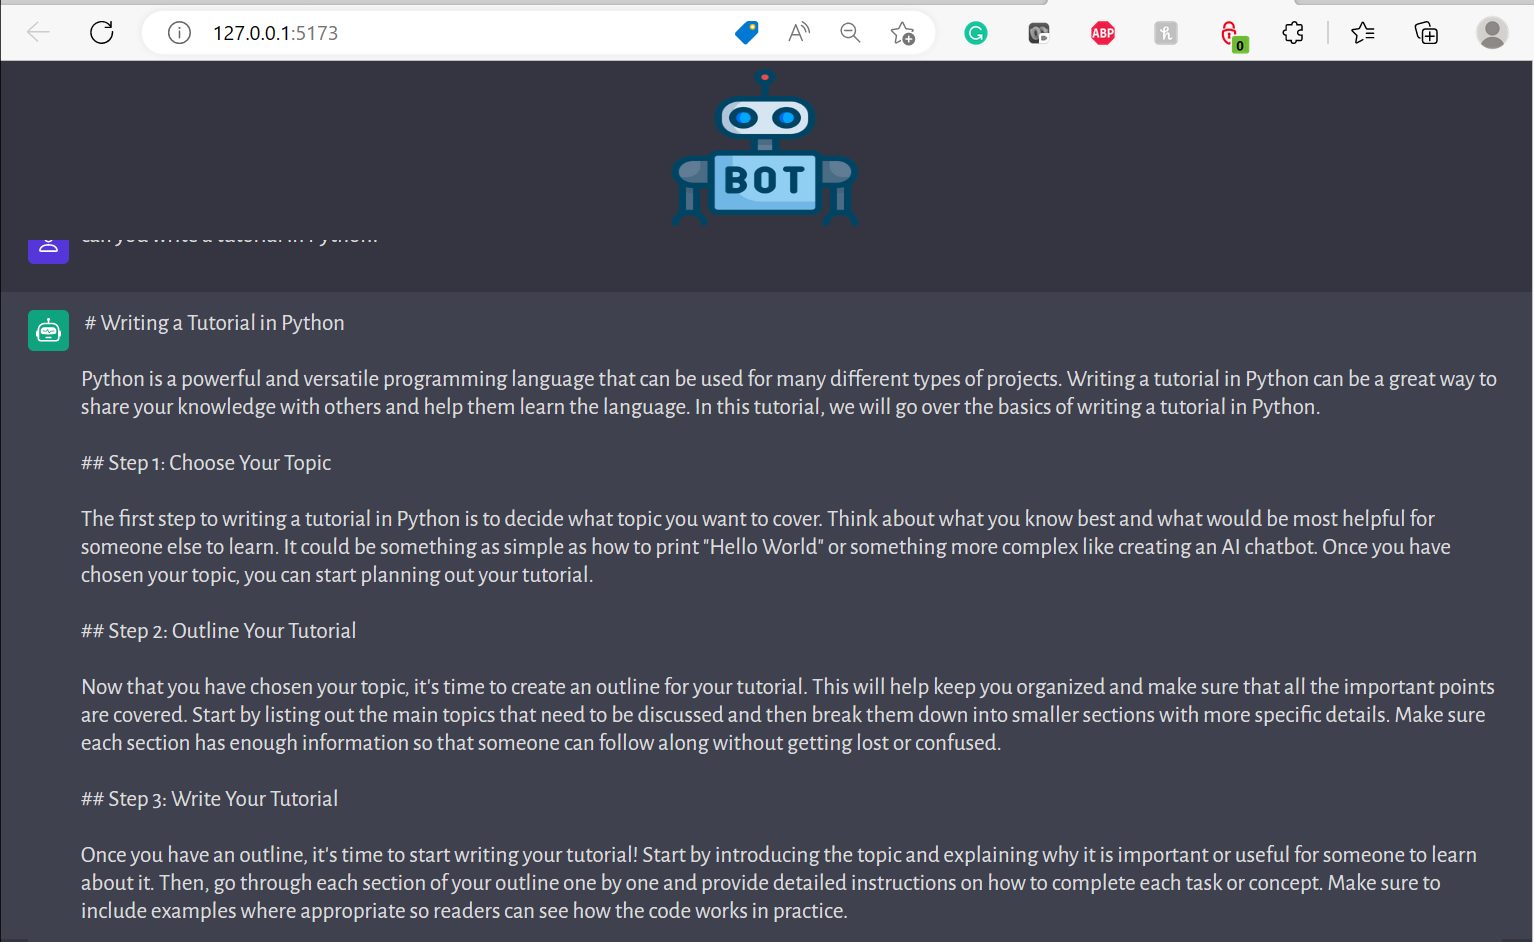 127.0.0.1:5173
ABP
0
BOT
can you write a tutorial in Python?
# Writing a Tutorial in Python
Python is a powerful and versatile programming language that can be used for many different types of projects. Writing a tutorial in Python can be a great way to
share your knowledge with others and help them learn the language. In this tutorial, we will go over the basics of writing a tutorial in Python.
## Step 1: Choose Your Topic
The first step to writing a tutorial in Python is to decide what topic you want to cover. Think about what you know best and what would be most helpful for
someone else to learn. It could be something as simple as how to print "Hello World" or something more complex like creating an AI chatbot. Once you have
chosen your topic, you can start planning out your tutorial.
## Step 2: Outline Your Tutorial
Now that you have chosen your topic, it's time to create an outline for your tutorial. This will help keep you organized and make sure that all the important points
are covered. Start by listing out the main topics that need to be discussed and then break them down into smaller sections with more specific details. Make sure
each section has enough information so that someone can follow along without getting lost or confused.
## Step 3: Write Your Tutorial
Once you have an outline, it's time to start writing your tutorial! Start by introducing the topic and explaining why it is important or useful for someone to learn
about it. Then, go through each section of your outline one by one and provide detailed instructions on how to complete each task or concept. Make sure to
include examples where appropriate so readers can see how the code works in practice.